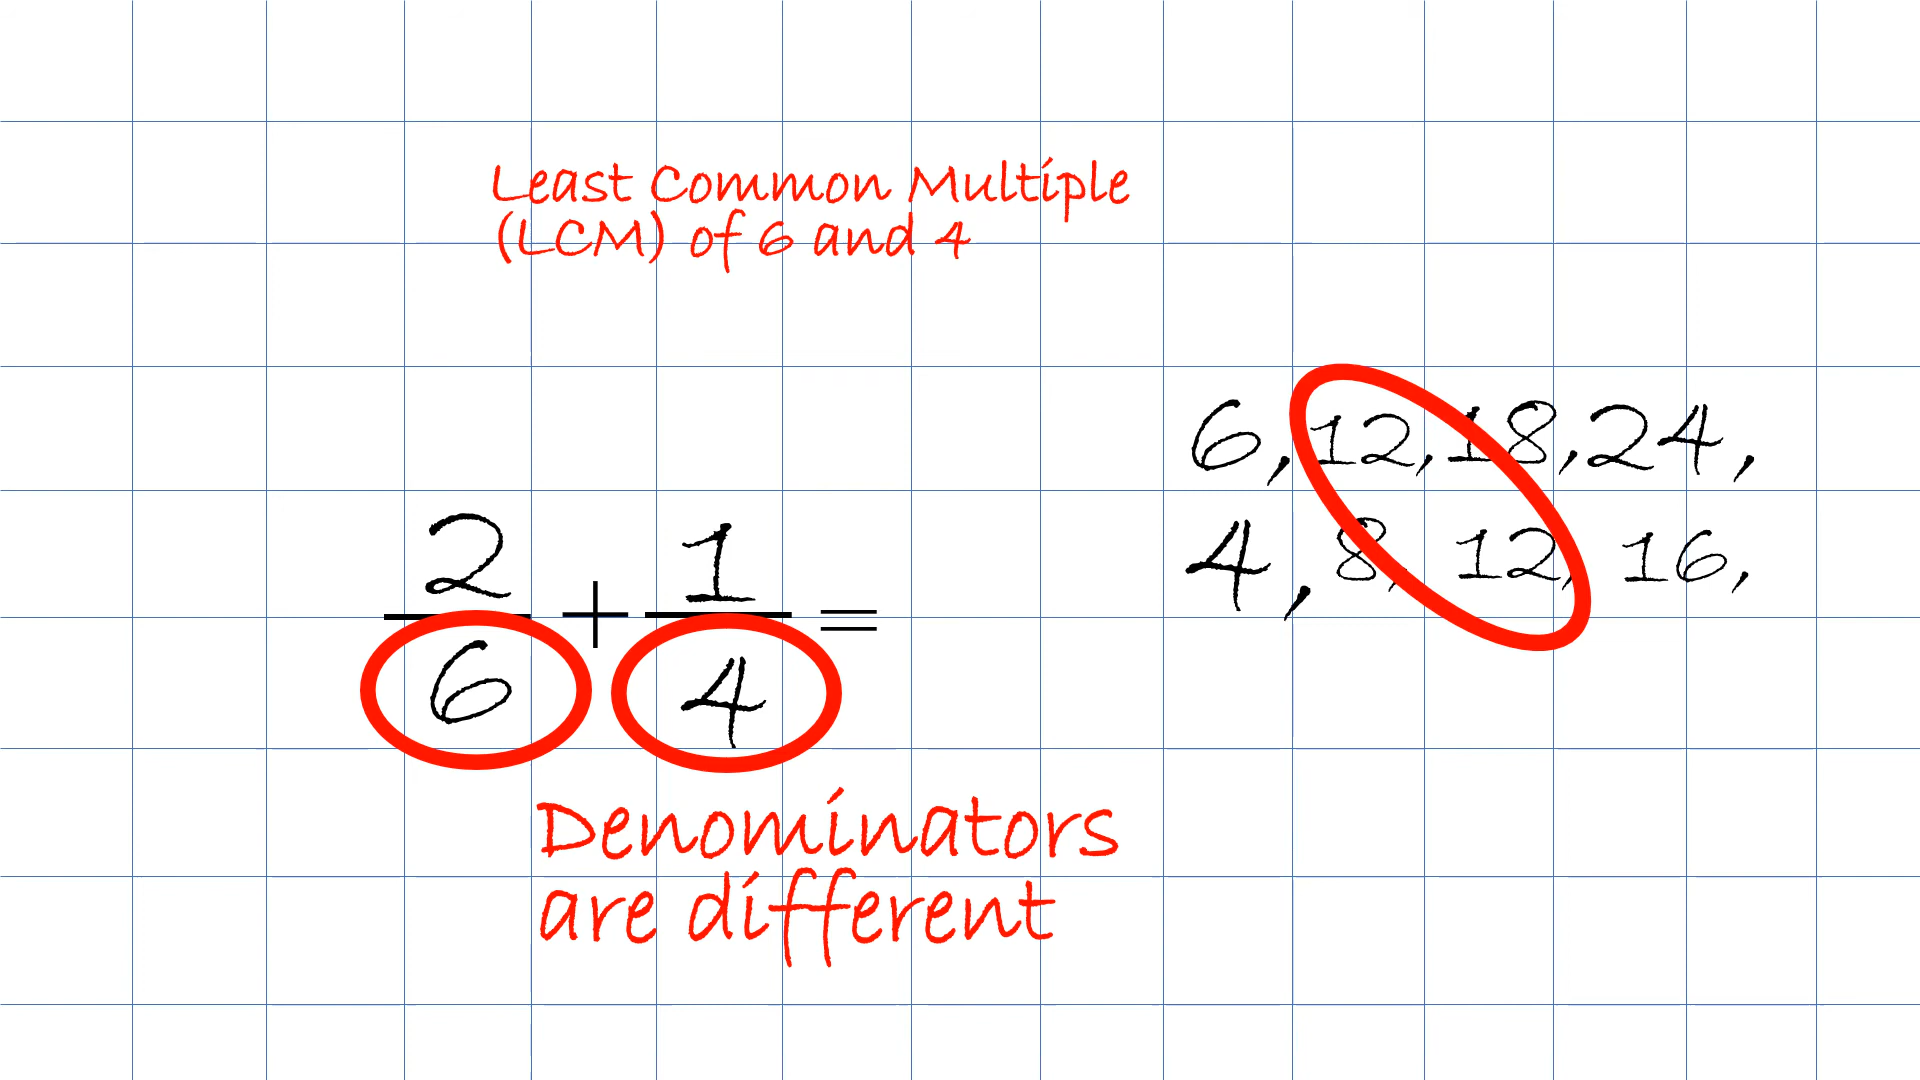 Least Common Multiple
(LCM) of 6 and 4
6, 12, 18, 24,
4, 8, 12, 16,
2/6 + 1/4 =
Denominators
are different